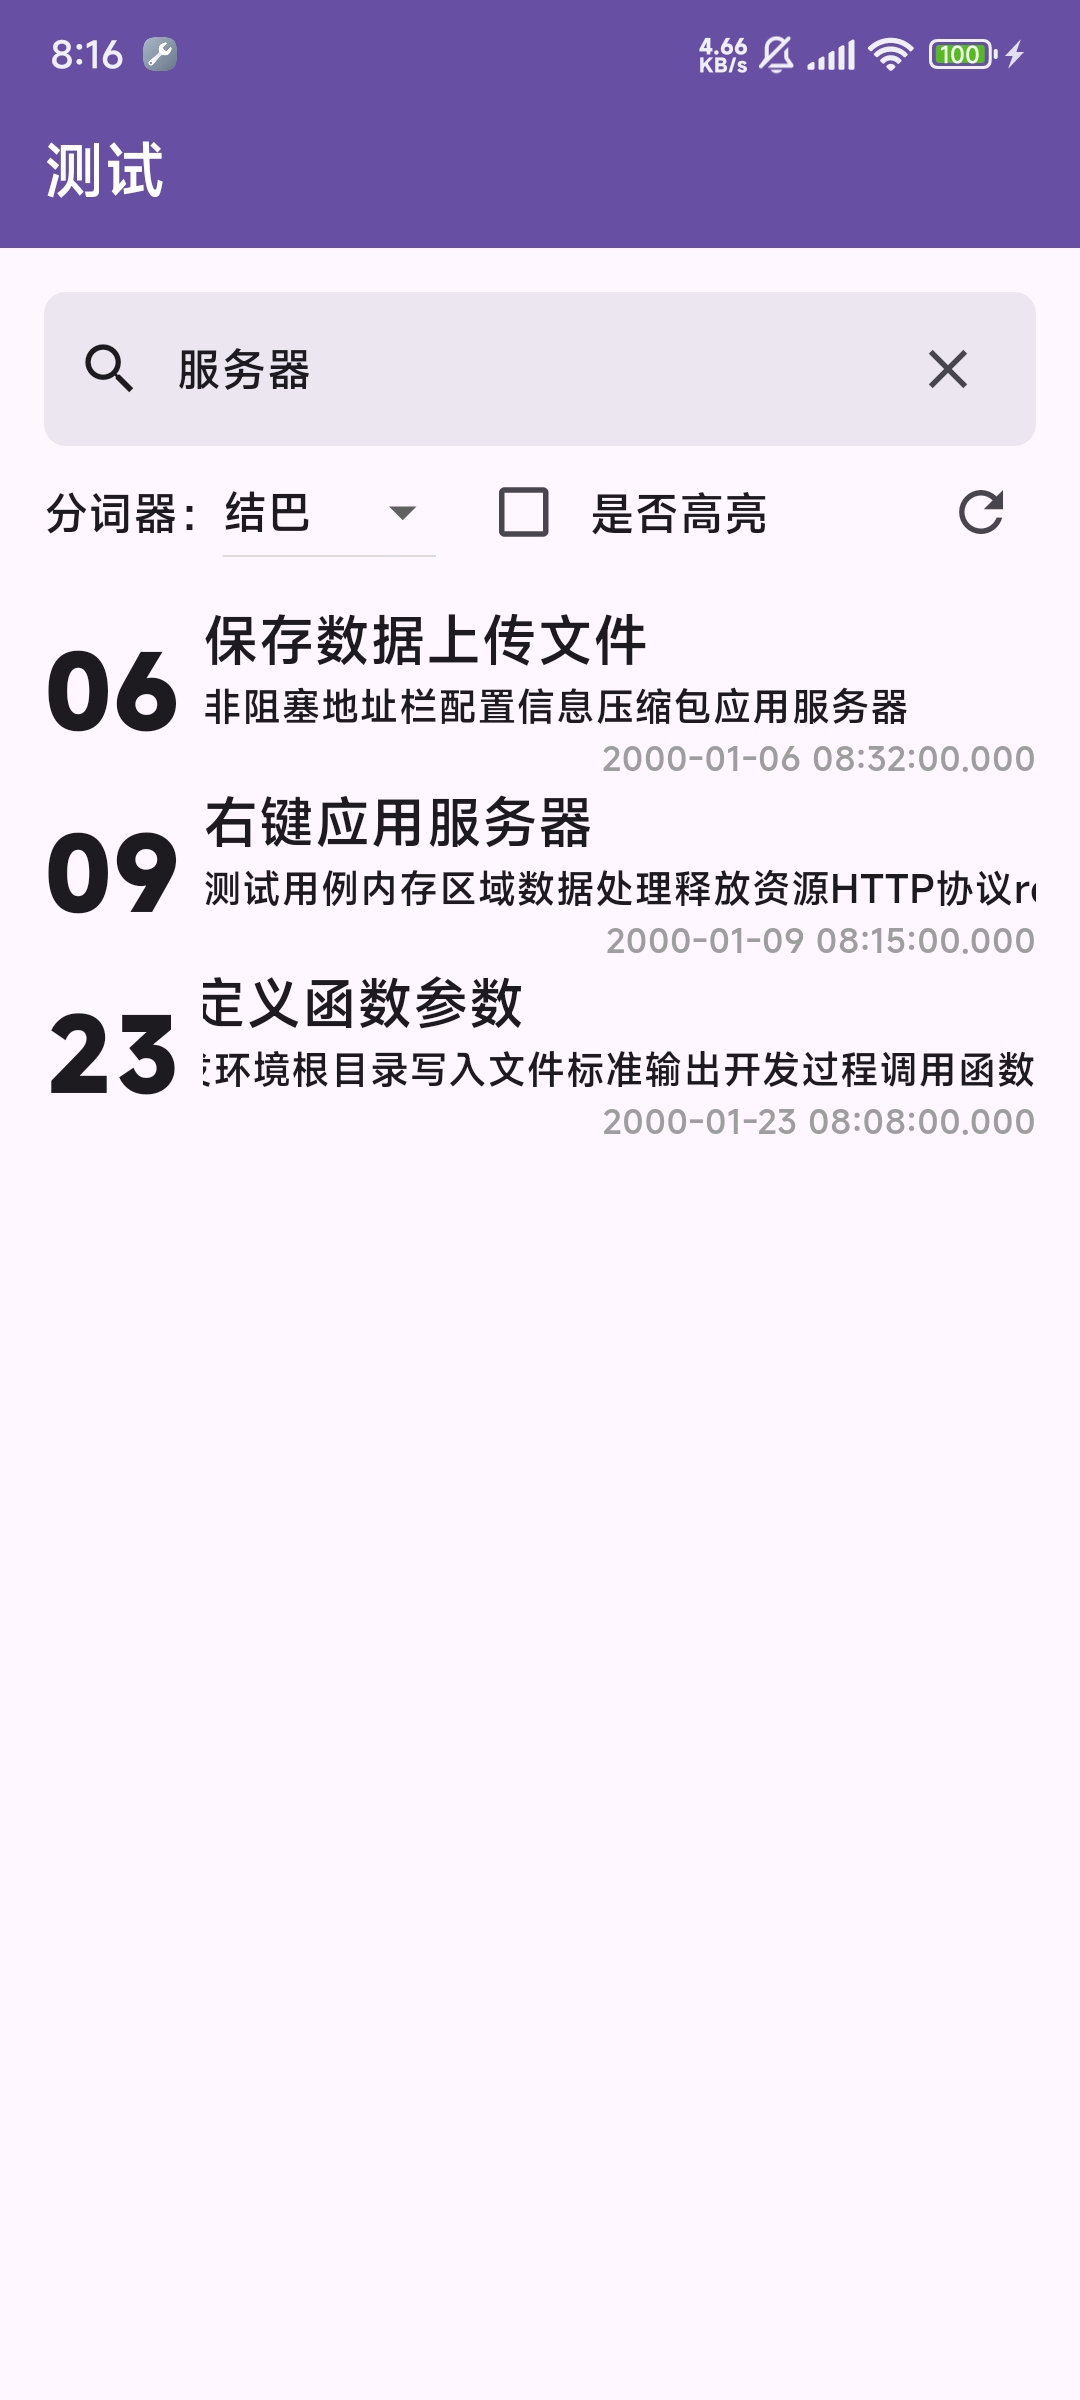 8:16
4.66 KB/s
100
测试
服务器
分词器：结巴 是否高亮
06
保存数据上传文件
非阻塞地址栏配置信息压缩包应用服务器
2000-01-06 08:32:00.000
09
右键应用服务器
测试用例内存区域数据处理释放资源HTTP协议r
2000-01-09 08:15:00.000
23
定义函数参数
环境根目录写入文件标准输出开发过程调用函数
2000-01-23 08:08:00.000